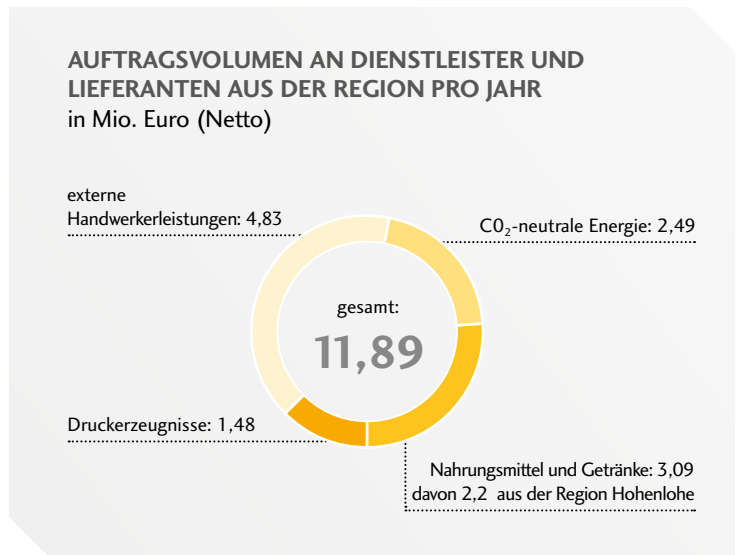 AUFTRAGSVOLUMEN AN DIENSTLEISTER UND
LIEFERANTEN AUS DER REGION PRO JAHR
in Mio. Euro (Netto)
externe
Handwerkerleistungen: 4,83
C0₂-neutrale Energie: 2,49
gesamt:
11,89
Druckerzeugnisse: 1,48
Nahrungsmittel und Getränke: 3,09
davon 2,2 aus der Region Hohenlohe